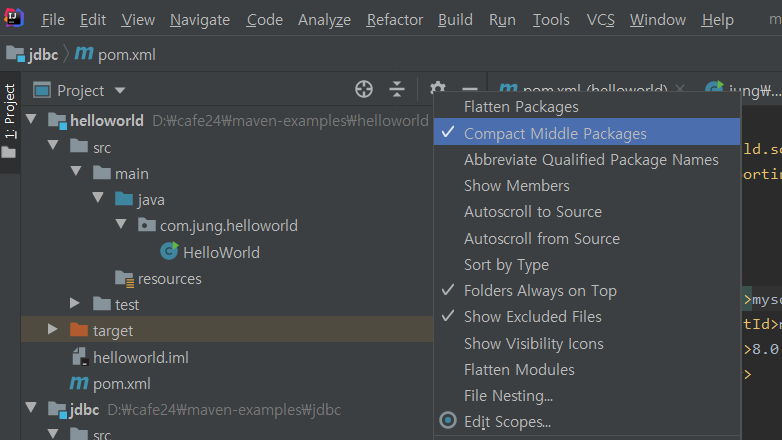 IJ
File Edit View Navigate Code Analyze Refactor Build Run Tools VCS Window Help m
jdbc pom.xml
1: Project
Project
pom.xml (helloworld)
jung₩...
helloworld D:₩cafe24₩maven-examples₩helloworld
src
main
java
com.jung.helloworld
HelloWorld
resources
test
target
helloworld.iml
pom.xml
jdbc D:₩cafe24₩maven-examples₩jdbc
src
Flatten Packages
Compact Middle Packages
Abbreviate Qualified Package Names
Show Members
Autoscroll to Source
Autoscroll from Source
Sort by Type
Folders Always on Top
Show Excluded Files
Show Visibility Icons
Flatten Modules
File Nesting...
Edit Scopes...
ld.so
ortin
>myso
tId>m
>8.0
>